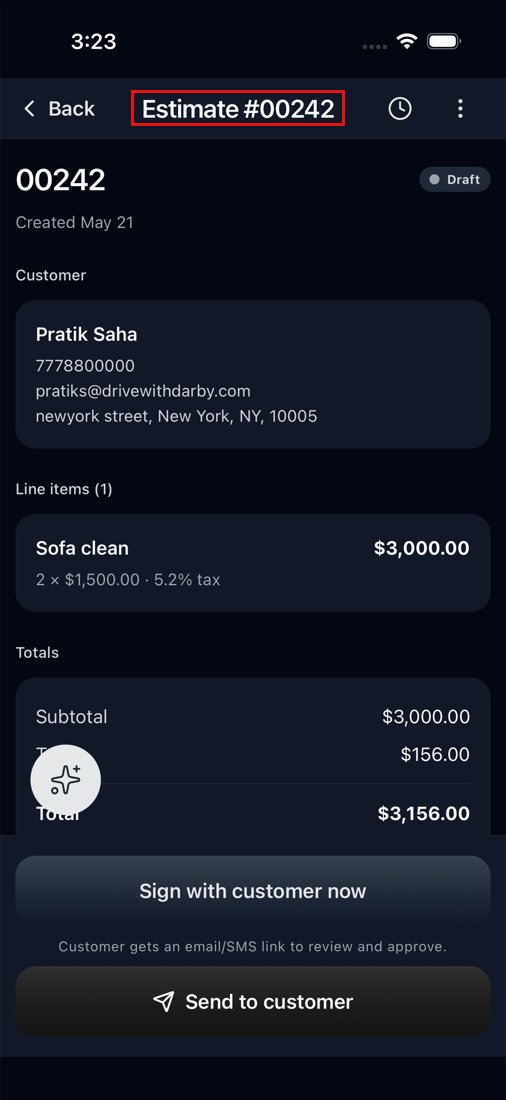 3:23
Back
Estimate #00242
00242
Draft
Created May 21
Customer
Pratik Saha
7778800000
pratiks@drivewithdarby.com
newyork street, New York, NY, 10005
Line items (1)
Sofa clean $3,000.00
2 × $1,500.00 · 5.2% tax
Totals
Subtotal $3,000.00
$156.00
Total $3,156.00
Sign with customer now
Customer gets an email/SMS link to review and approve.
Send to customer